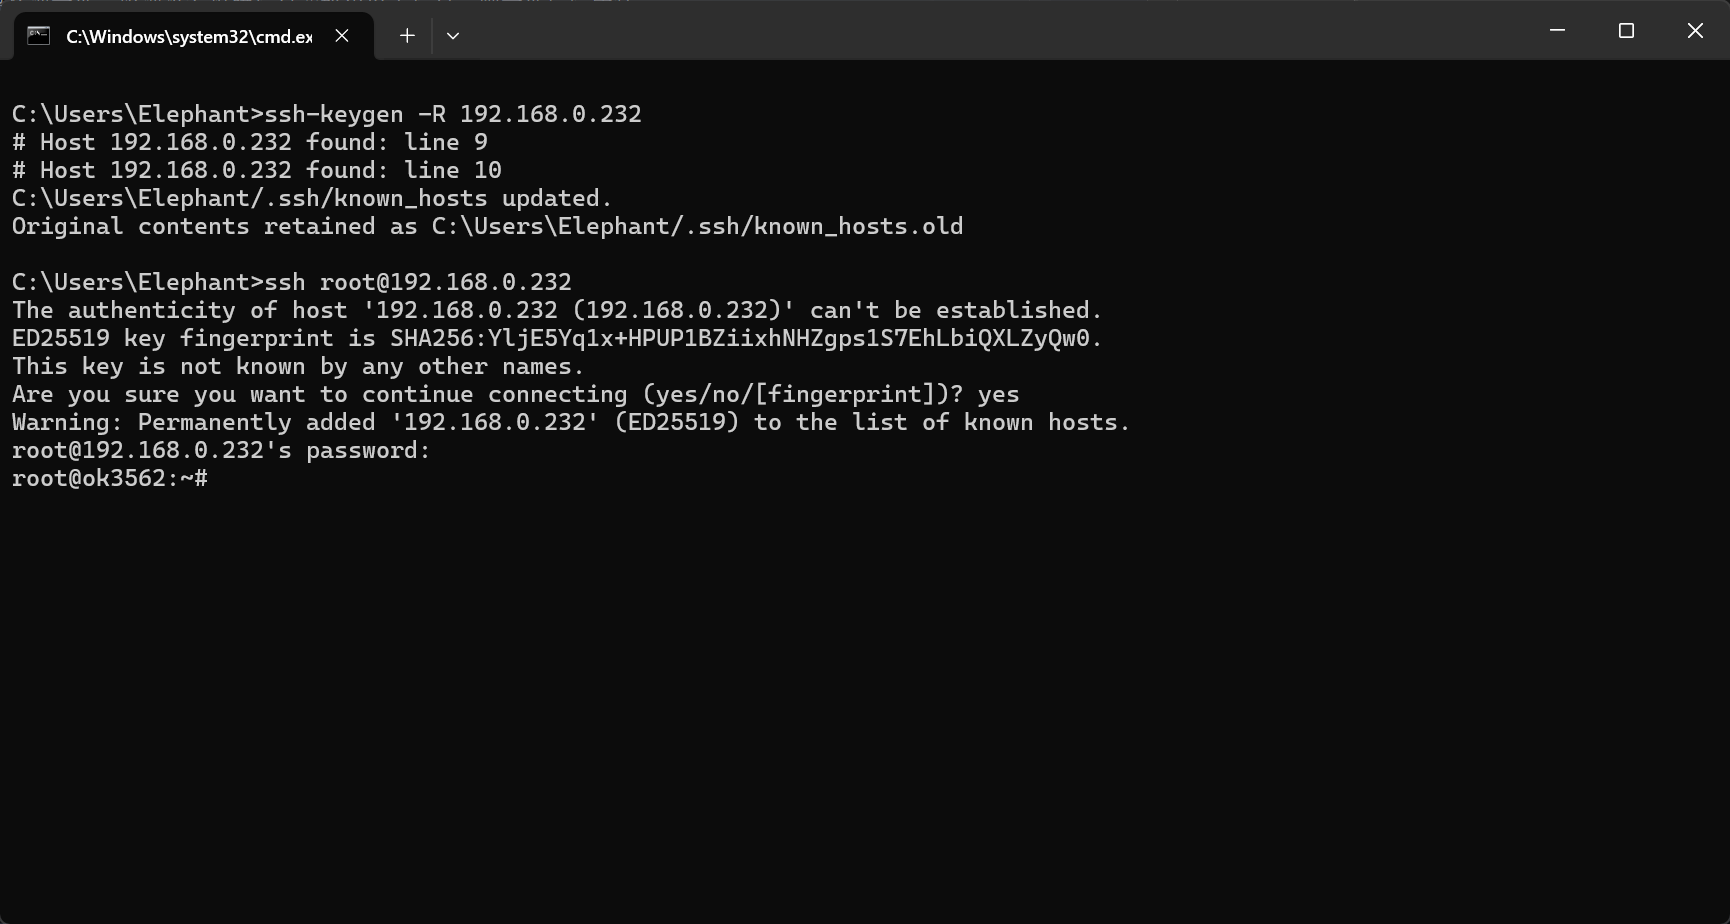 C:\Windows\system32\cmd.ex
C:\Users\Elephant>ssh-keygen -R 192.168.0.232
# Host 192.168.0.232 found: line 9
# Host 192.168.0.232 found: line 10
C:\Users\Elephant/.ssh/known_hosts updated.
Original contents retained as C:\Users\Elephant/.ssh/known_hosts.old
C:\Users\Elephant>ssh root@192.168.0.232
The authenticity of host '192.168.0.232 (192.168.0.232)' can't be established.
ED25519 key fingerprint is SHA256:YljE5Yq1x+HPUP1BZiixhNHZgps1S7EhLbiQXLZyQw0.
This key is not known by any other names.
Are you sure you want to continue connecting (yes/no/[fingerprint])? yes
Warning: Permanently added '192.168.0.232' (ED25519) to the list of known hosts.
root@192.168.0.232's password:
root@ok3562:~#